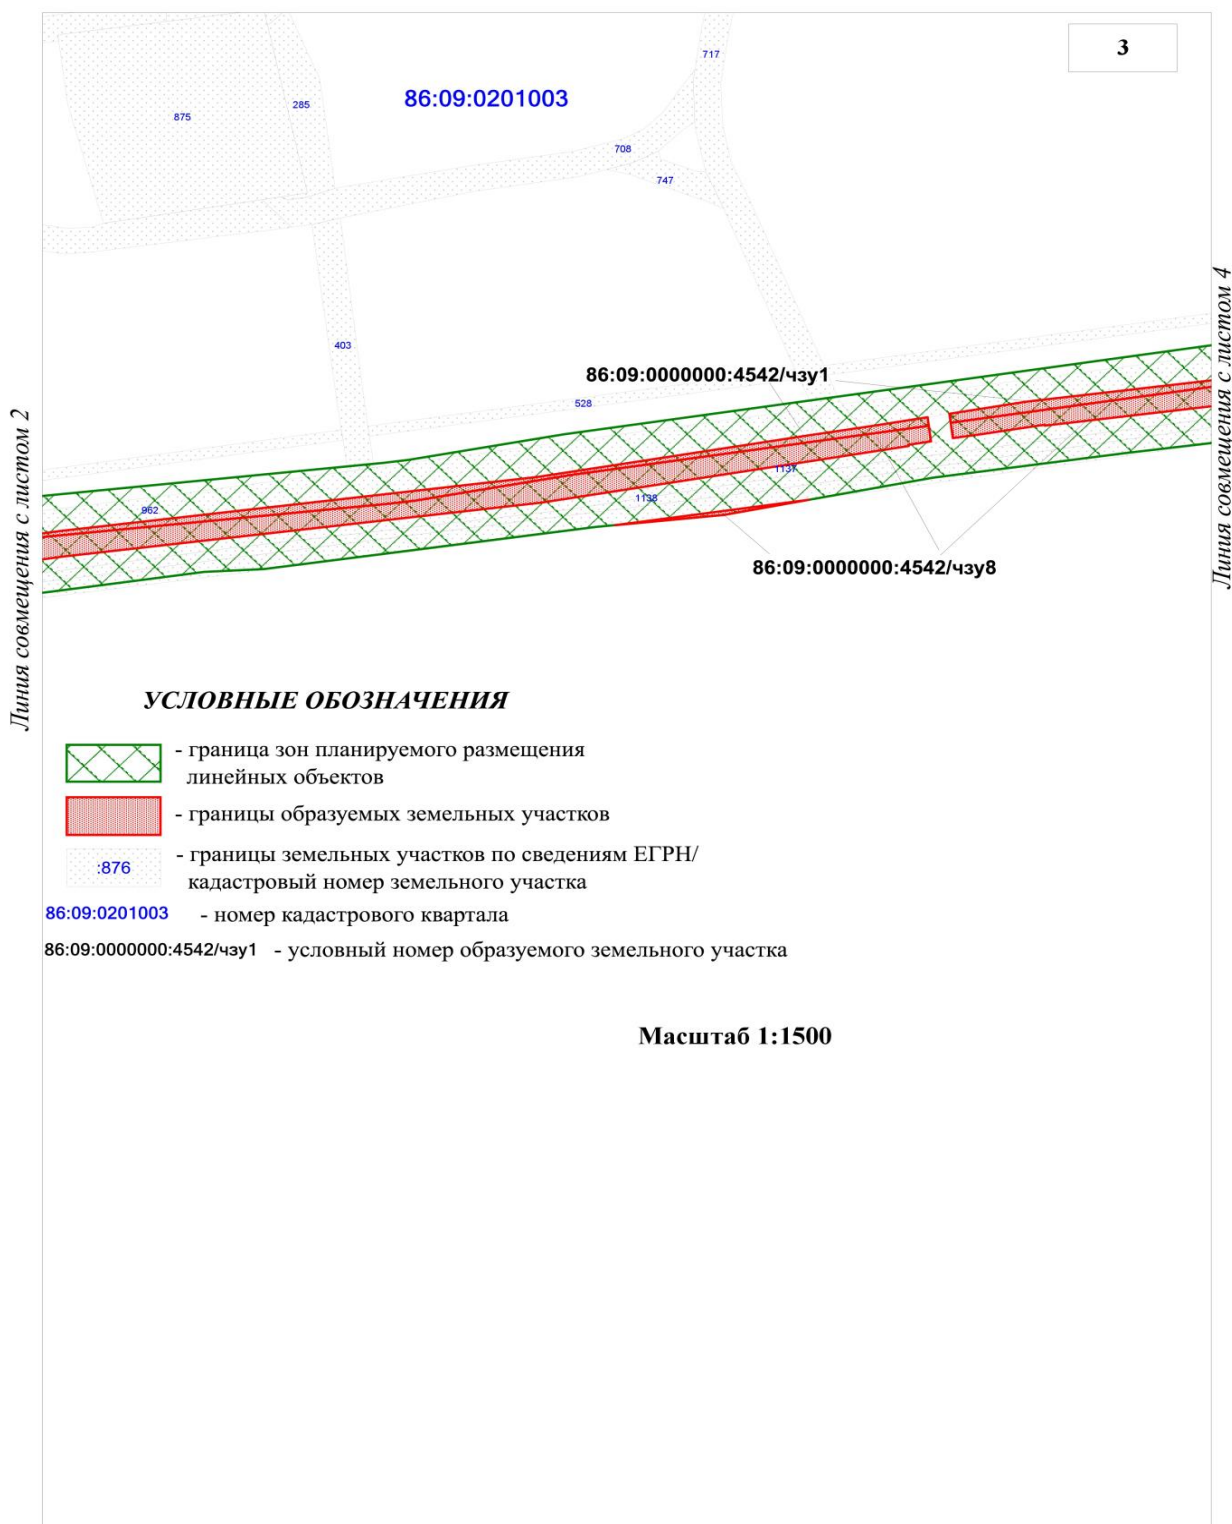 3
717
86:09:0201003
285
875
708
747
403
86:09:0000000:4542/чзу1
528
1137
1138
962
86:09:0000000:4542/чзу8
Линия совмещения с листом 2
Линия совмещения с листом 4
УСЛОВНЫЕ ОБОЗНАЧЕНИЯ
- граница зон планируемого размещения
линейных объектов
- границы образуемых земельных участков
:876
- границы земельных участков по сведениям ЕГРН/
кадастровый номер земельного участка
86:09:0201003 - номер кадастрового квартала
86:09:0000000:4542/чзу1 - условный номер образуемого земельного участка
Масштаб 1:1500